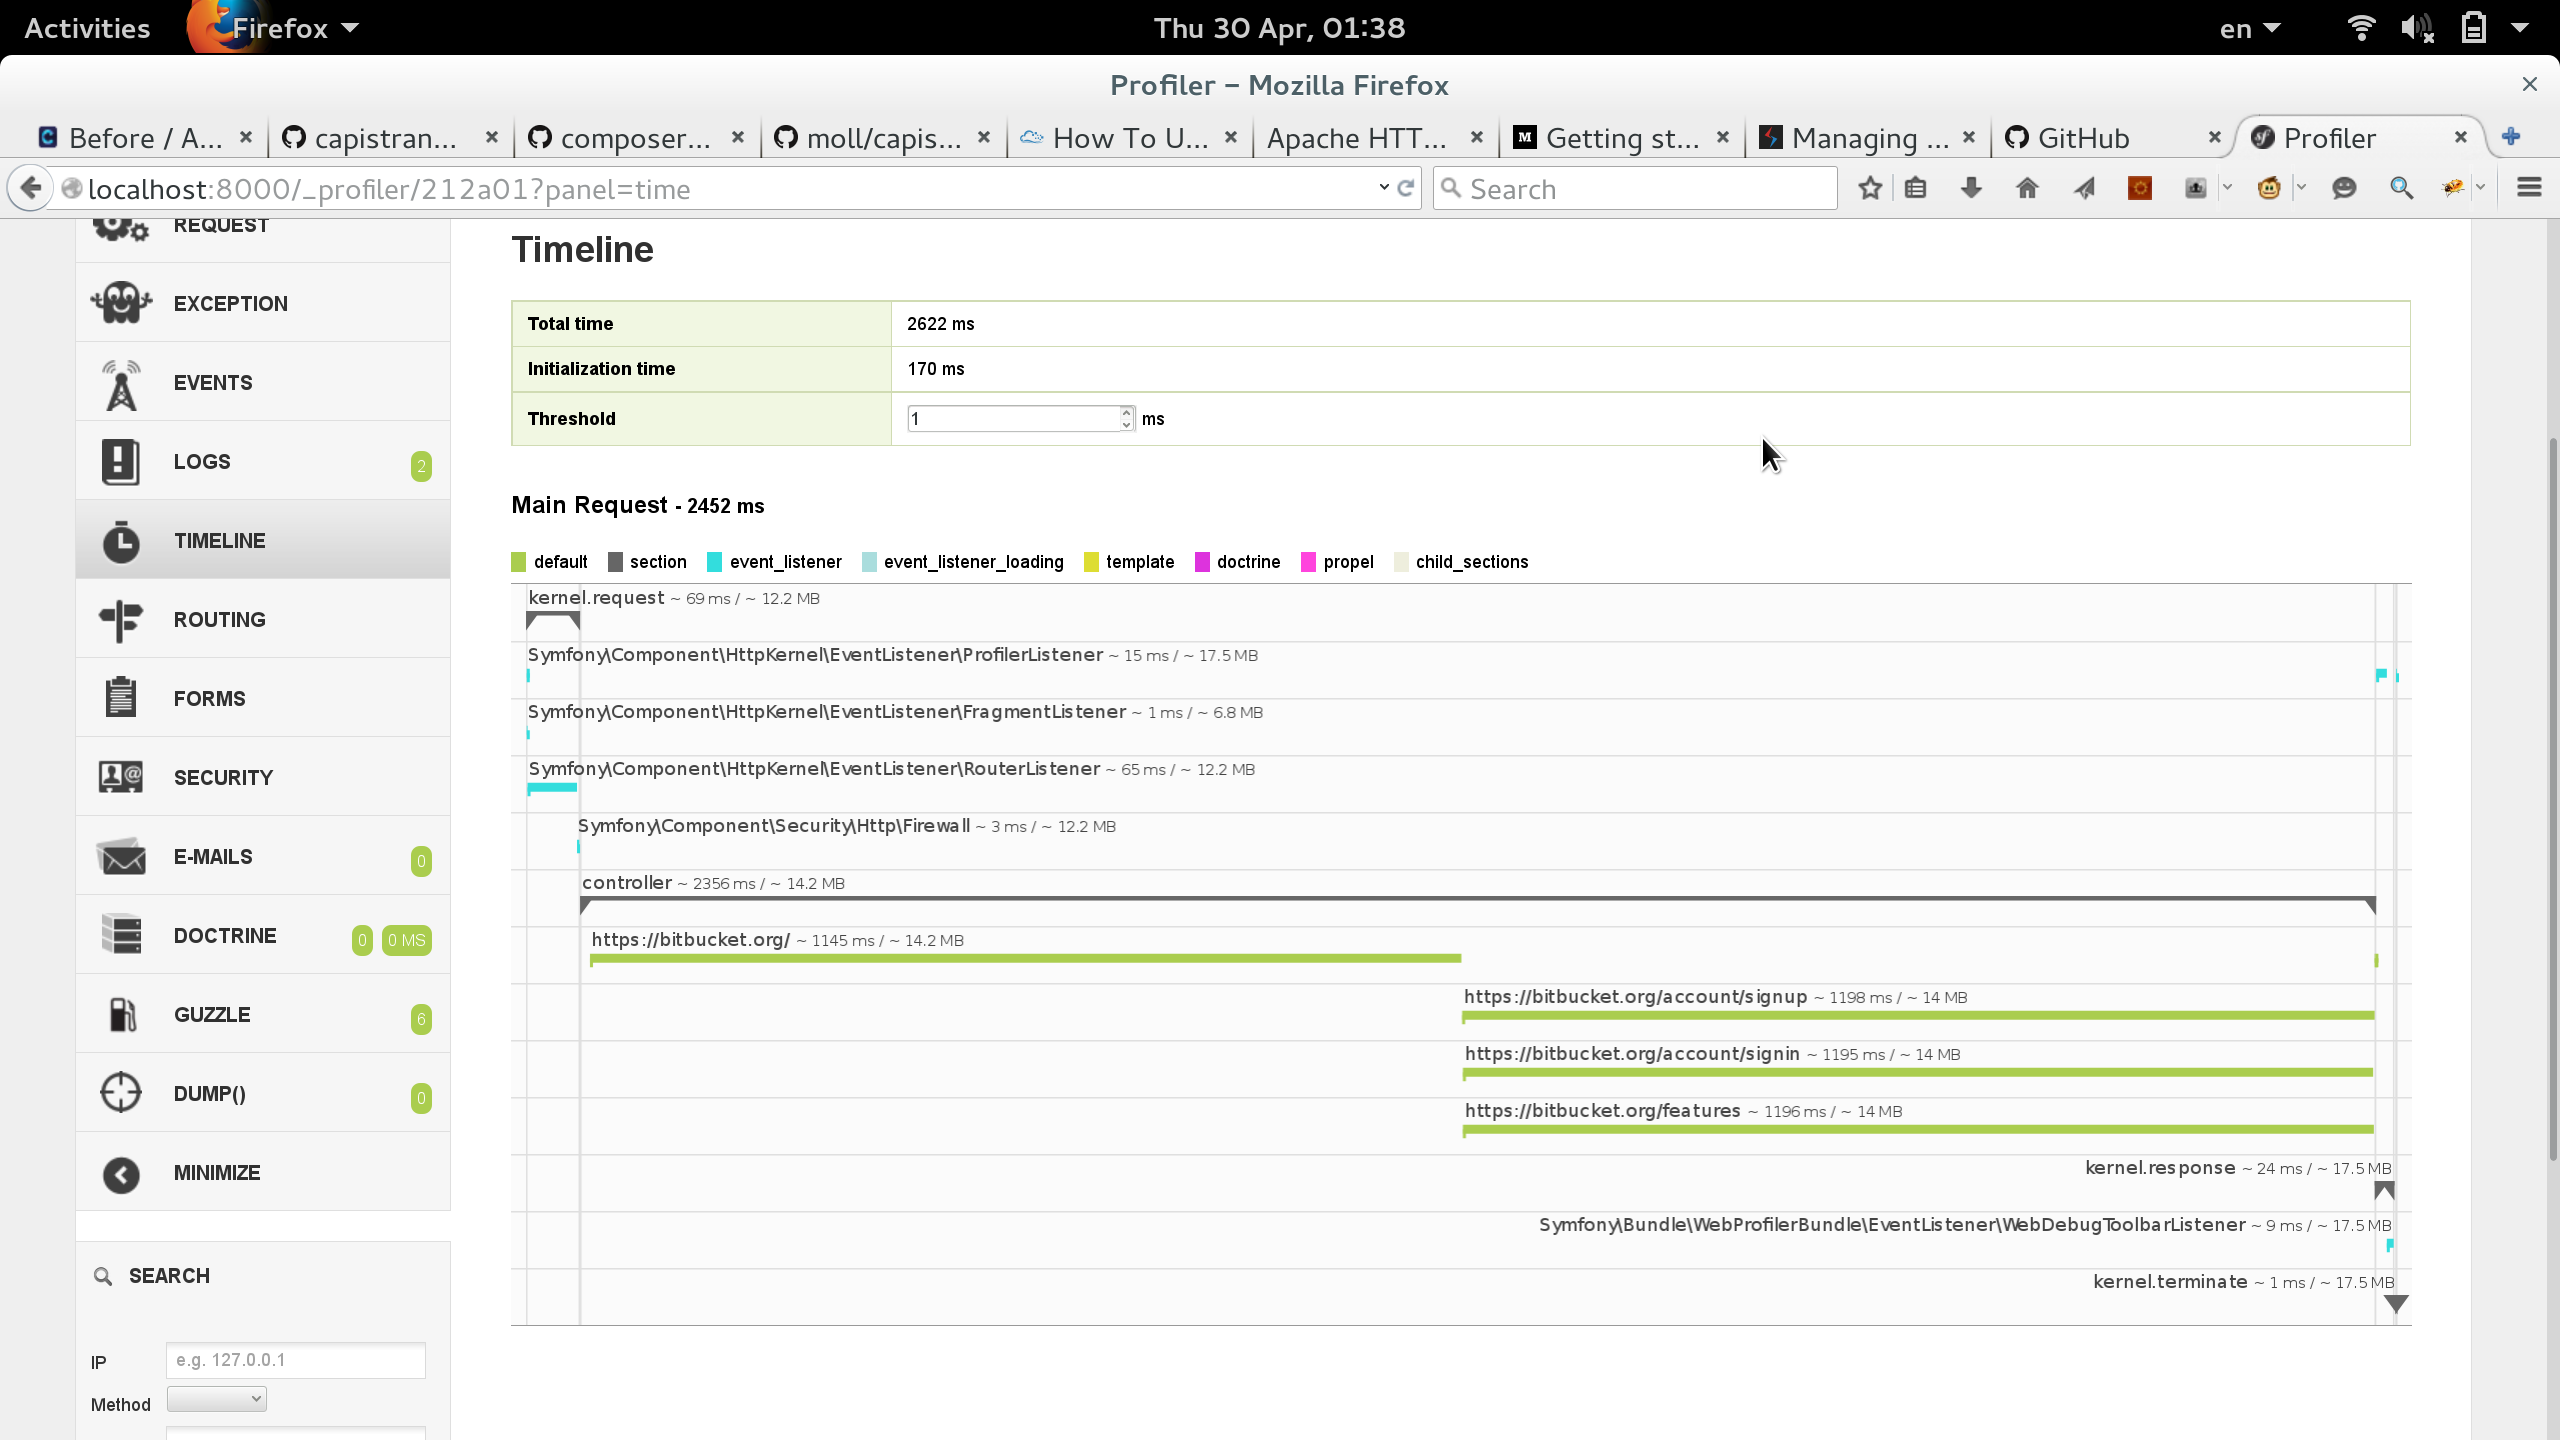 Activities
Firefox
Thu 30 Apr, 01:38
en
Profiler – Mozilla Firefox
Before / A...
capistran...
composer...
moll/capis...
How To U...
Apache HTT...
Getting st...
Managing ...
GitHub
Profiler
localhost:8000/_profiler/212a01?panel=time
Search
REQUEST
EXCEPTION
EVENTS
LOGS 2
TIMELINE
ROUTING
FORMS
SECURITY
E-MAILS 0
DOCTRINE 0 0 MS
GUZZLE 6
DUMP() 0
MINIMIZE
SEARCH
IP e.g. 127.0.0.1
Method
Timeline
Total time 2622 ms
Initialization time 170 ms
Threshold 1 ms
Main Request - 2452 ms
default section event_listener event_listener_loading template doctrine propel child_sections
kernel.request ~ 69 ms / ~ 12.2 MB
Symfony\Component\HttpKernel\EventListener\ProfilerListener ~ 15 ms / ~ 17.5 MB
Symfony\Component\HttpKernel\EventListener\FragmentListener ~ 1 ms / ~ 6.8 MB
Symfony\Component\HttpKernel\EventListener\RouterListener ~ 65 ms / ~ 12.2 MB
Symfony\Component\Security\Http\Firewall ~ 3 ms / ~ 12.2 MB
controller ~ 2356 ms / ~ 14.2 MB
https://bitbucket.org/ ~ 1145 ms / ~ 14.2 MB
https://bitbucket.org/account/signup ~ 1198 ms / ~ 14 MB
https://bitbucket.org/account/signin ~ 1195 ms / ~ 14 MB
https://bitbucket.org/features ~ 1196 ms / ~ 14 MB
kernel.response ~ 24 ms / ~ 17.5 MB
Symfony\Bundle\WebProfilerBundle\EventListener\WebDebugToolbarListener ~ 9 ms / ~ 17.5 MB
kernel.terminate ~ 1 ms / ~ 17.5 MB